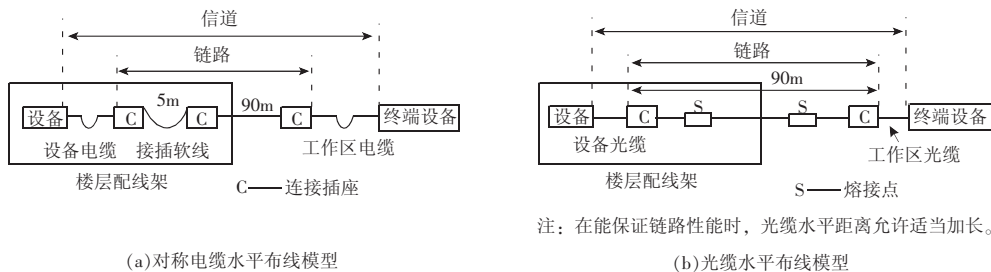 信道
链路
5m
90m
设备
C
C
C
终端设备
设备电缆
接插软线
工作区电缆
楼层配线架
C——连接插座
(a)对称电缆水平布线模型
信道
链路
90m
设备
C
S
S
C
终端设备
设备光缆
工作区光缆
楼层配线架
S——熔接点
注：在能保证链路性能时，光缆水平距离允许适当加长。
(b)光缆水平布线模型